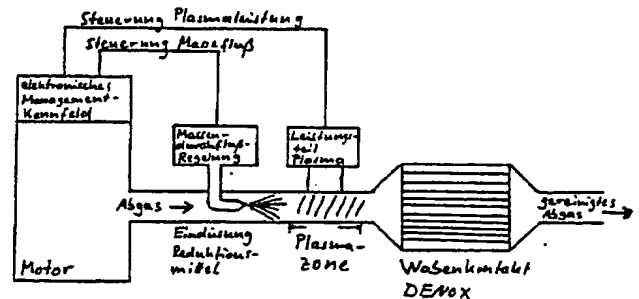 Steuerung Plasmaleistung
Steuerung Massefluß
elektronisches
Management-
Kennfeld
Massen-
durchfluß-
Regelung
Leistungs-
teil
Plasma
Abgas
gereinigtes
Abgas
Eindüsung
Reduktions-
mittel
Plasma-
zone
Wabenkontakt
DENOX
Motor